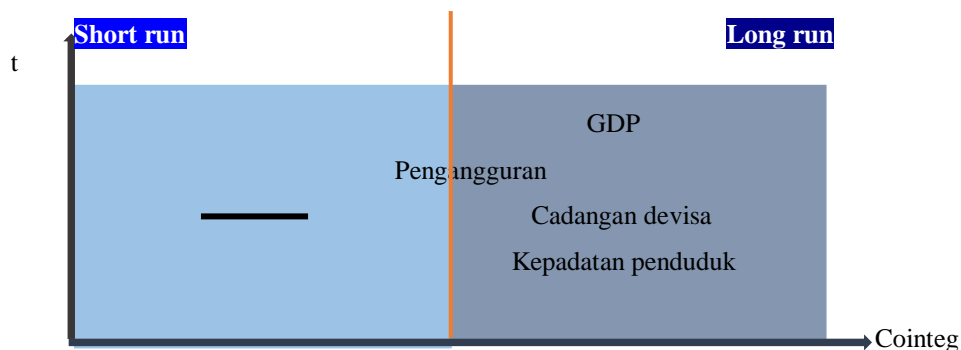 Short run
Long run
t
GDP
Pengangguran
Cadangan devisa
Kepadatan penduduk
Cointeg